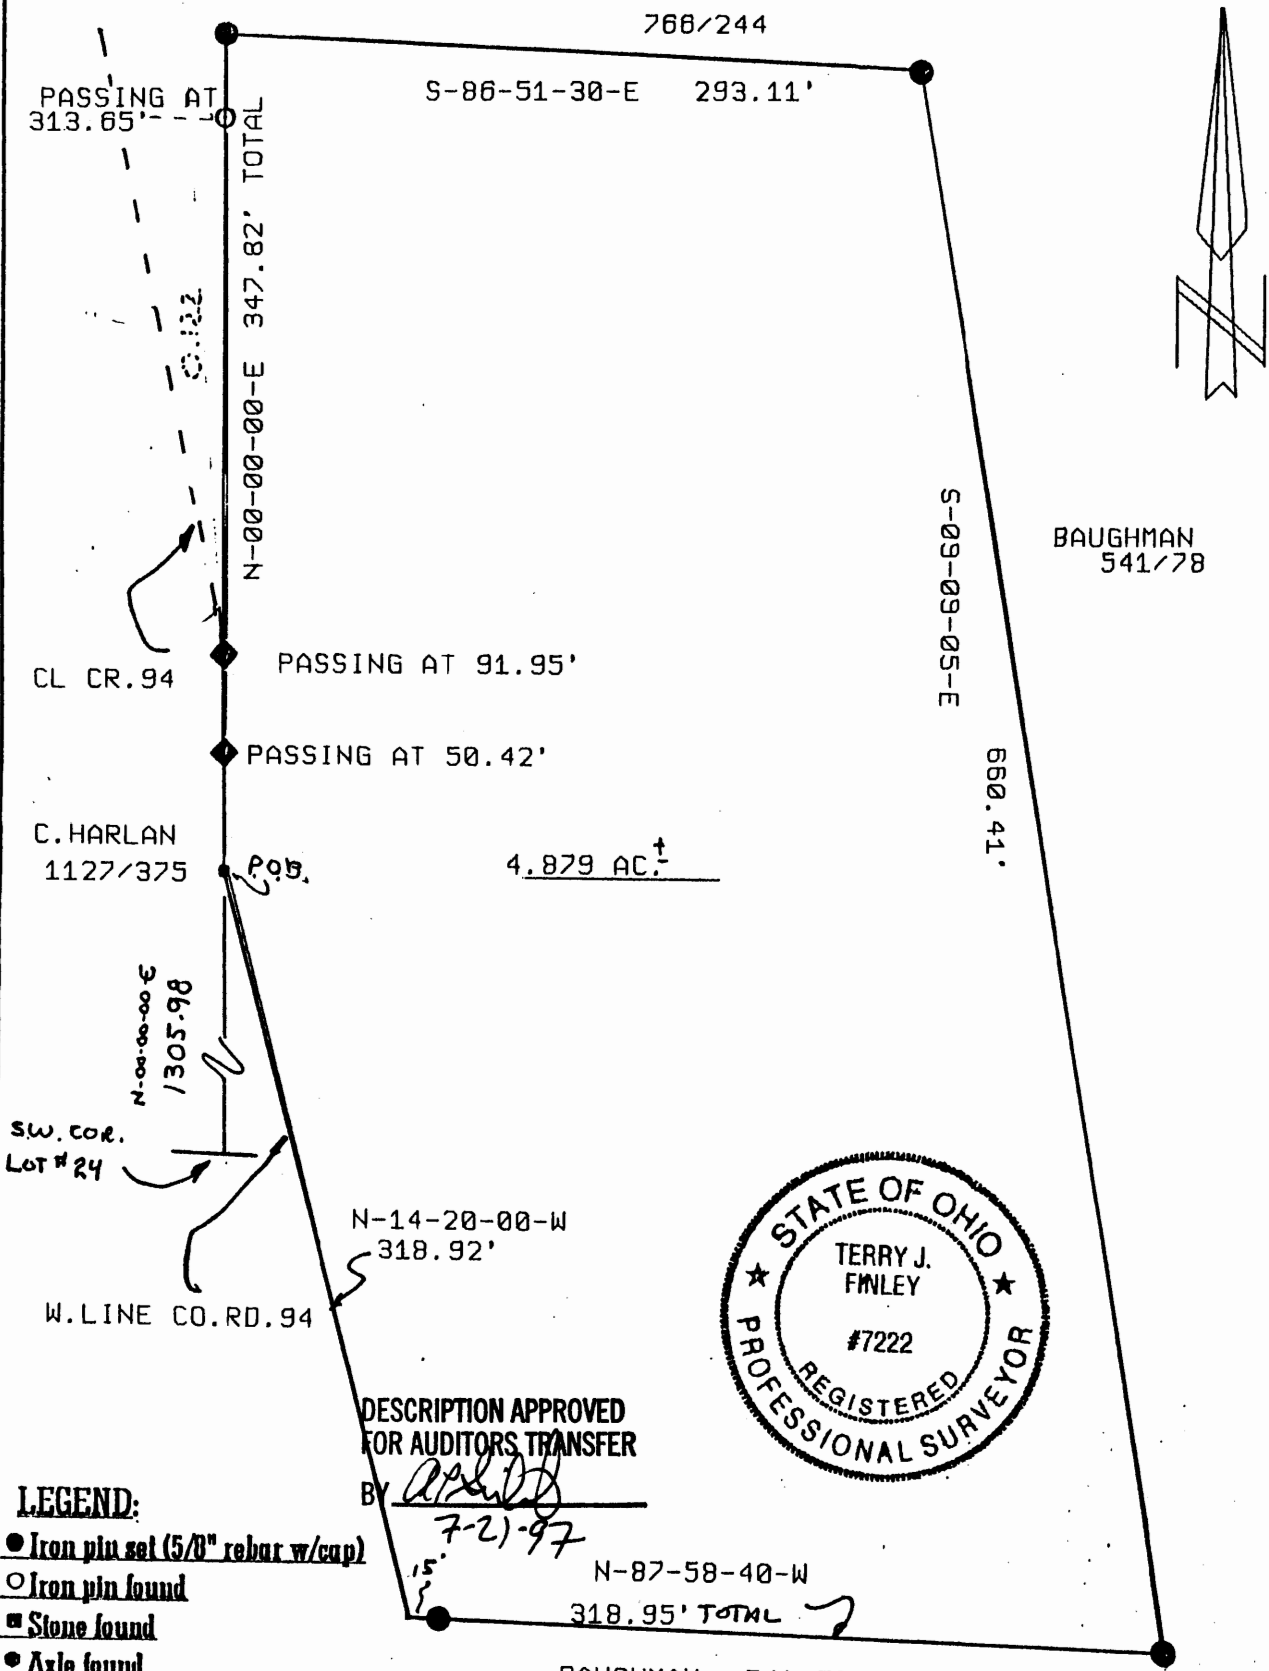 766/244
S-86-51-30-E 293.11'
PASSING AT
313.65'
N-00-00-00-E 347.82' TOTAL
0.122
S-09-09-05-E 660.41'
BAUGHMAN
541/78
CL CR.94
PASSING AT 91.95'
PASSING AT 50.42'
C.HARLAN
1127/375
P.O.B.
4.879 AC.±
N-00-00-00-E
1305.98
S.W. COR.
LOT #24
N-14-20-00-W
318.92'
W.LINE CO.RD.94
STATE OF OHIO
TERRY J.
FINLEY
#7222
REGISTERED
PROFESSIONAL SURVEYOR
DESCRIPTION APPROVED
FOR AUDITORS TRANSFER
BY
7-21-97
LEGEND:
Iron pin set (5/8" rebar w/cap)
Iron pin found
Stone found
Axle found
15'
N-87-58-40-W
318.95' TOTAL
BAUGHMAN
N